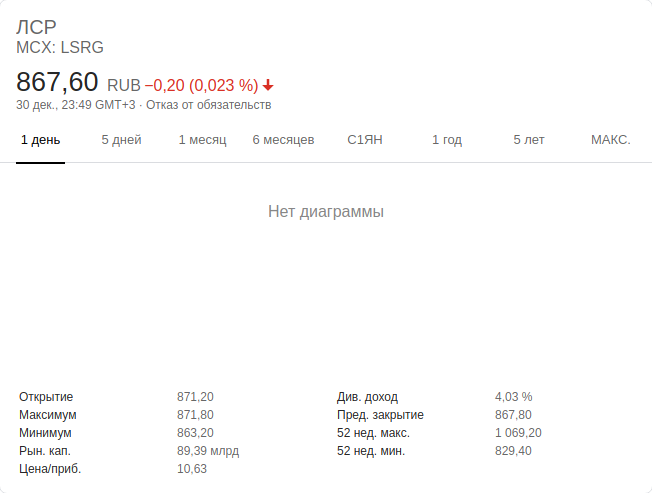 ЛСР
MCX: LSRG
867,60 RUB −0,20 (0,023 %)
30 дек., 23:49 GMT+3 · Отказ от обязательств
1 день 5 дней 1 месяц 6 месяцев С1ЯН 1 год 5 лет МАКС.
Нет диаграммы
Открытие 871,20 Див. доход 4,03 %
Максимум 871,80 Пред. закрытие 867,80
Минимум 863,20 52 нед. макс. 1 069,20
Рын. кап. 89,39 млрд 52 нед. мин. 829,40
Цена/приб. 10,63